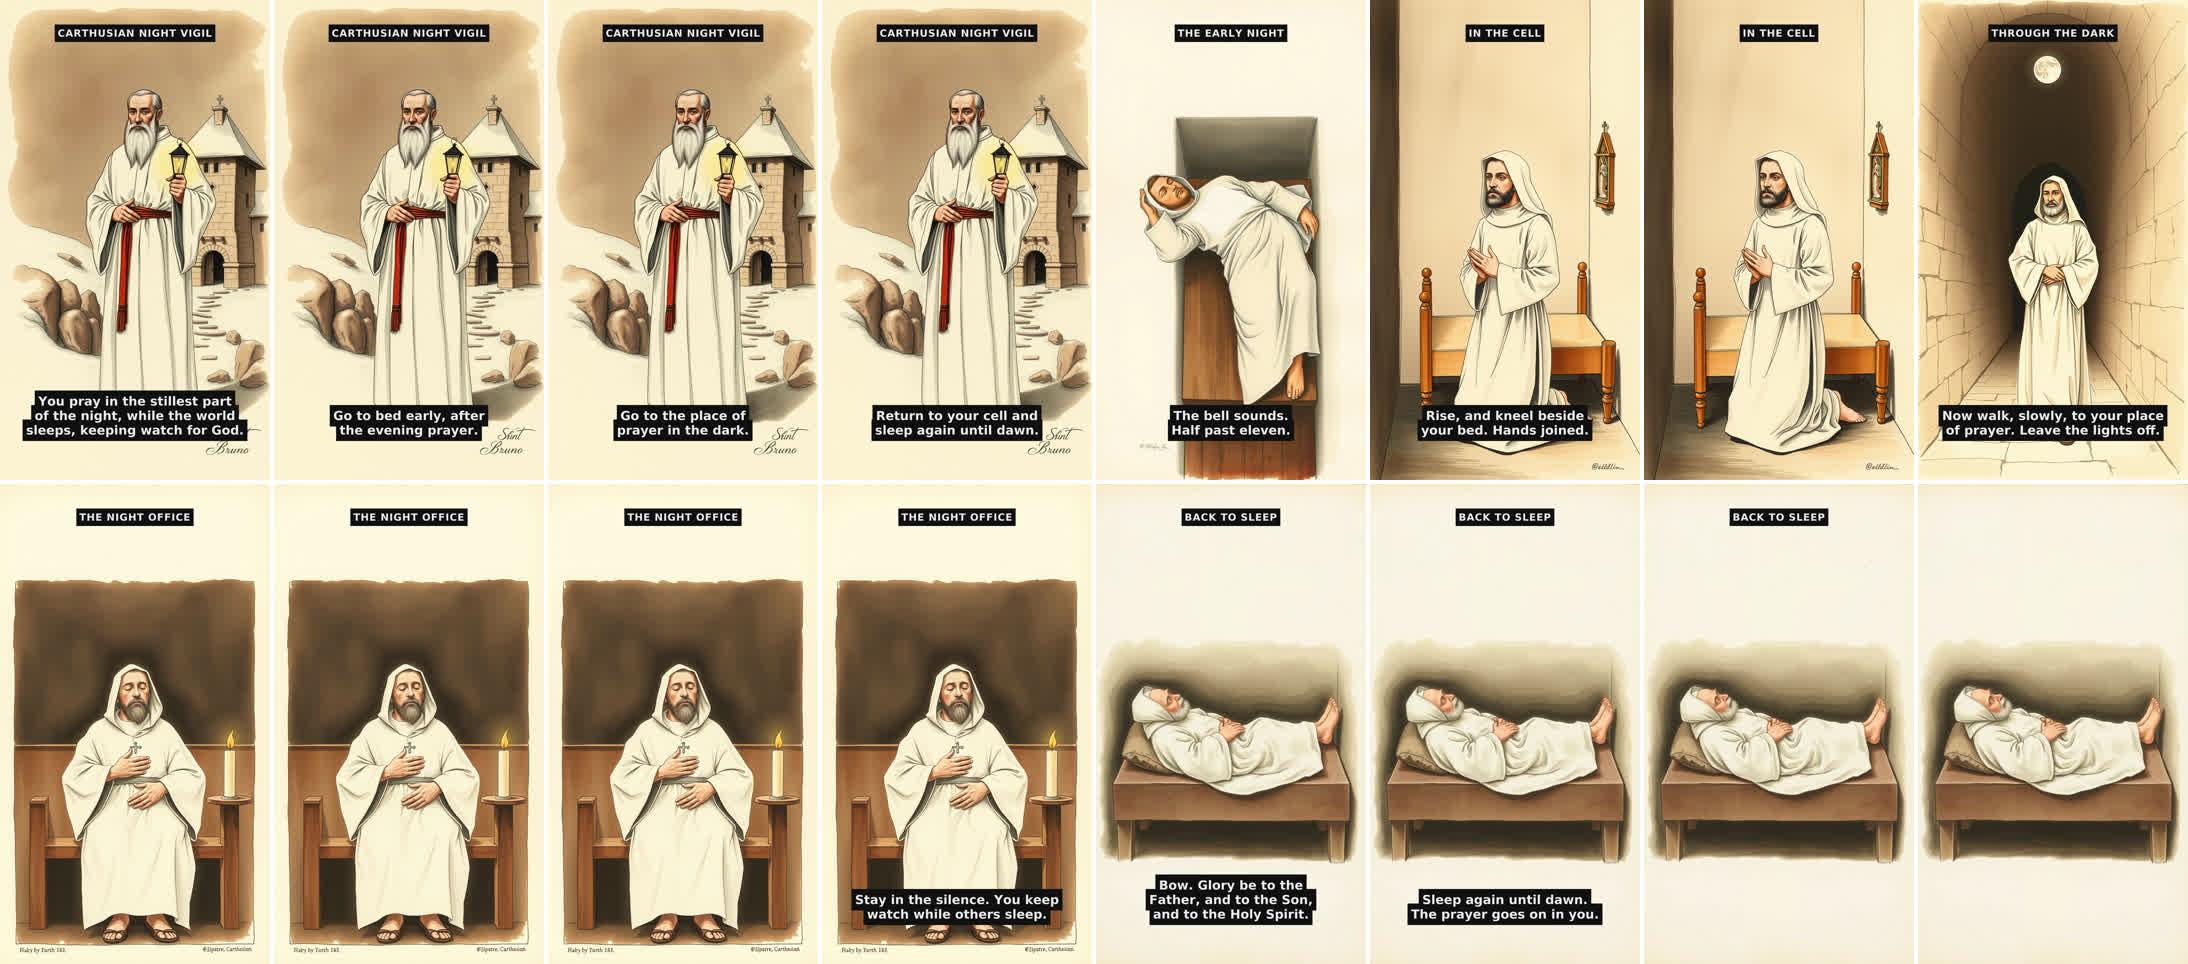 CARTHUSIAN NIGHT VIGIL
You pray in the stillest part
of the night, while the world
sleeps, keeping watch for God.
Bruno
CARTHUSIAN NIGHT VIGIL
Go to bed early, after
the evening prayer.
Stint
Bruno
CARTHUSIAN NIGHT VIGIL
Go to the place of
prayer in the dark.
Stint
Bruno
CARTHUSIAN NIGHT VIGIL
Return to your cell and
sleep again until dawn.
Stint
Bruno
THE EARLY NIGHT
The bell sounds.
Half past eleven.
IN THE CELL
Rise, and kneel beside
your bed. Hands joined.
IN THE CELL
THROUGH THE DARK
Now walk, slowly, to your place
of prayer. Leave the lights off.
THE NIGHT OFFICE
THE NIGHT OFFICE
THE NIGHT OFFICE
THE NIGHT OFFICE
Stay in the silence. You keep
watch while others sleep.
BACK TO SLEEP
Bow. Glory be to the
Father, and to the Son,
and to the Holy Spirit.
BACK TO SLEEP
Sleep again until dawn.
The prayer goes on in you.
BACK TO SLEEP